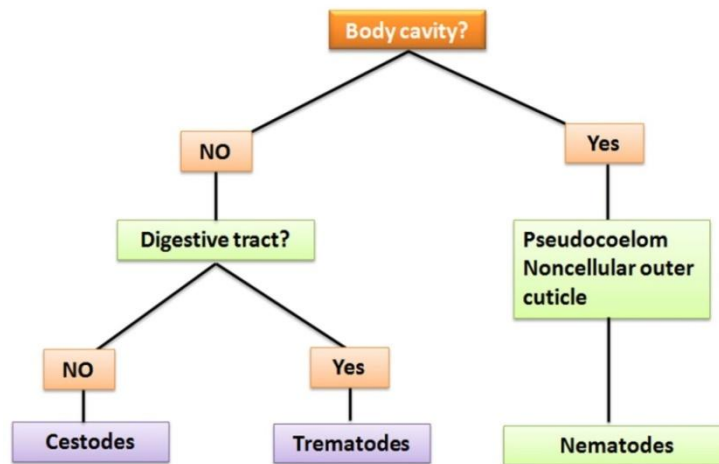 Body cavity?
NO
Yes
Digestive tract?
Pseudocoelom
Noncellular outer
cuticle
NO
Yes
Cestodes
Trematodes
Nematodes